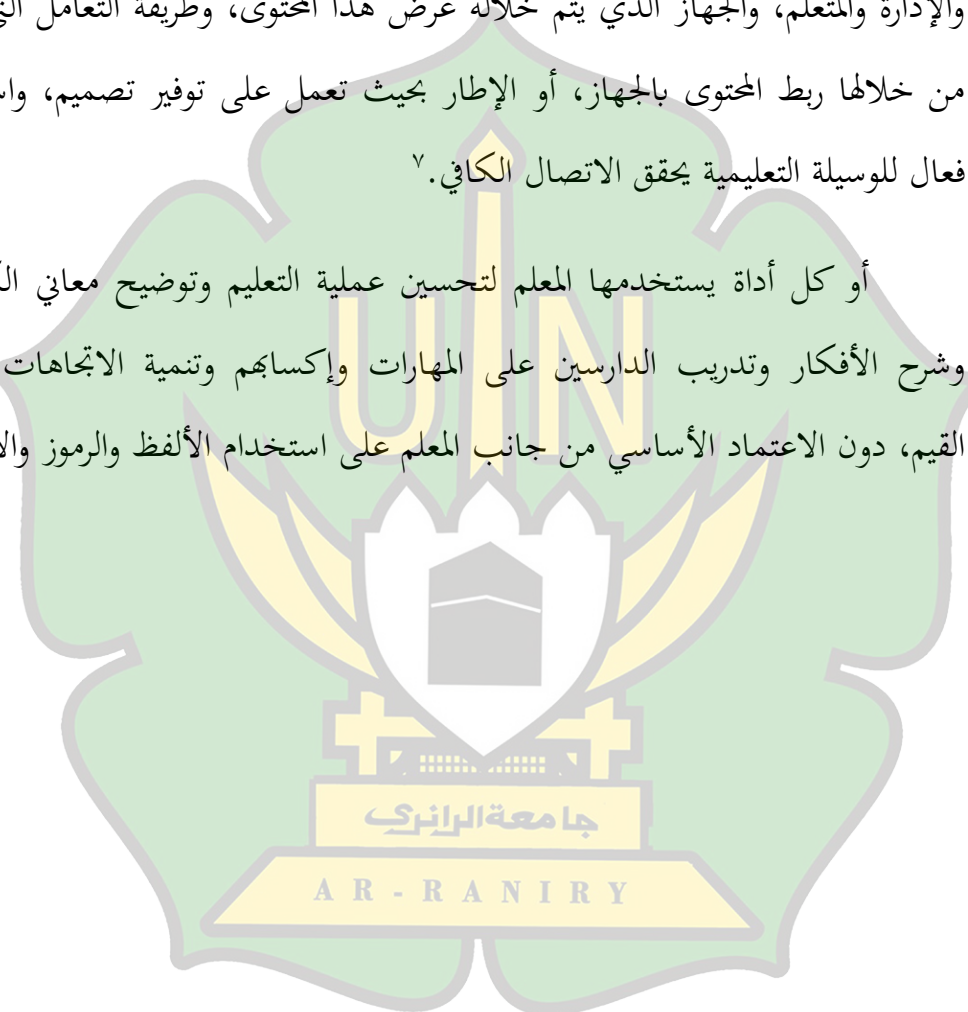 والإدارة والمتعلم، والجهاز الذي يتم خلاله عرض هذا المحتوى، وطريقة التعامل
من خلالها ربط المحتوى بالجهاز، أو الإطار بحيث تعمل على توفير تصميم،
فعال للوسيلة التعليمية يحقق الاتصال الكافي.٧
أو كل أداة يستخدمها المعلم لتحسين عملية التعليم وتوضيح معاني
وشرح الأفكار وتدريب الدارسين على المهارات وإكسابهم وتنمية الاتجاهات
القيم، دون الاعتماد الأساسي من جانب المعلم على استخدام الألفظ والرموز
UIN
جامعة الرانري
AR-RANIRY